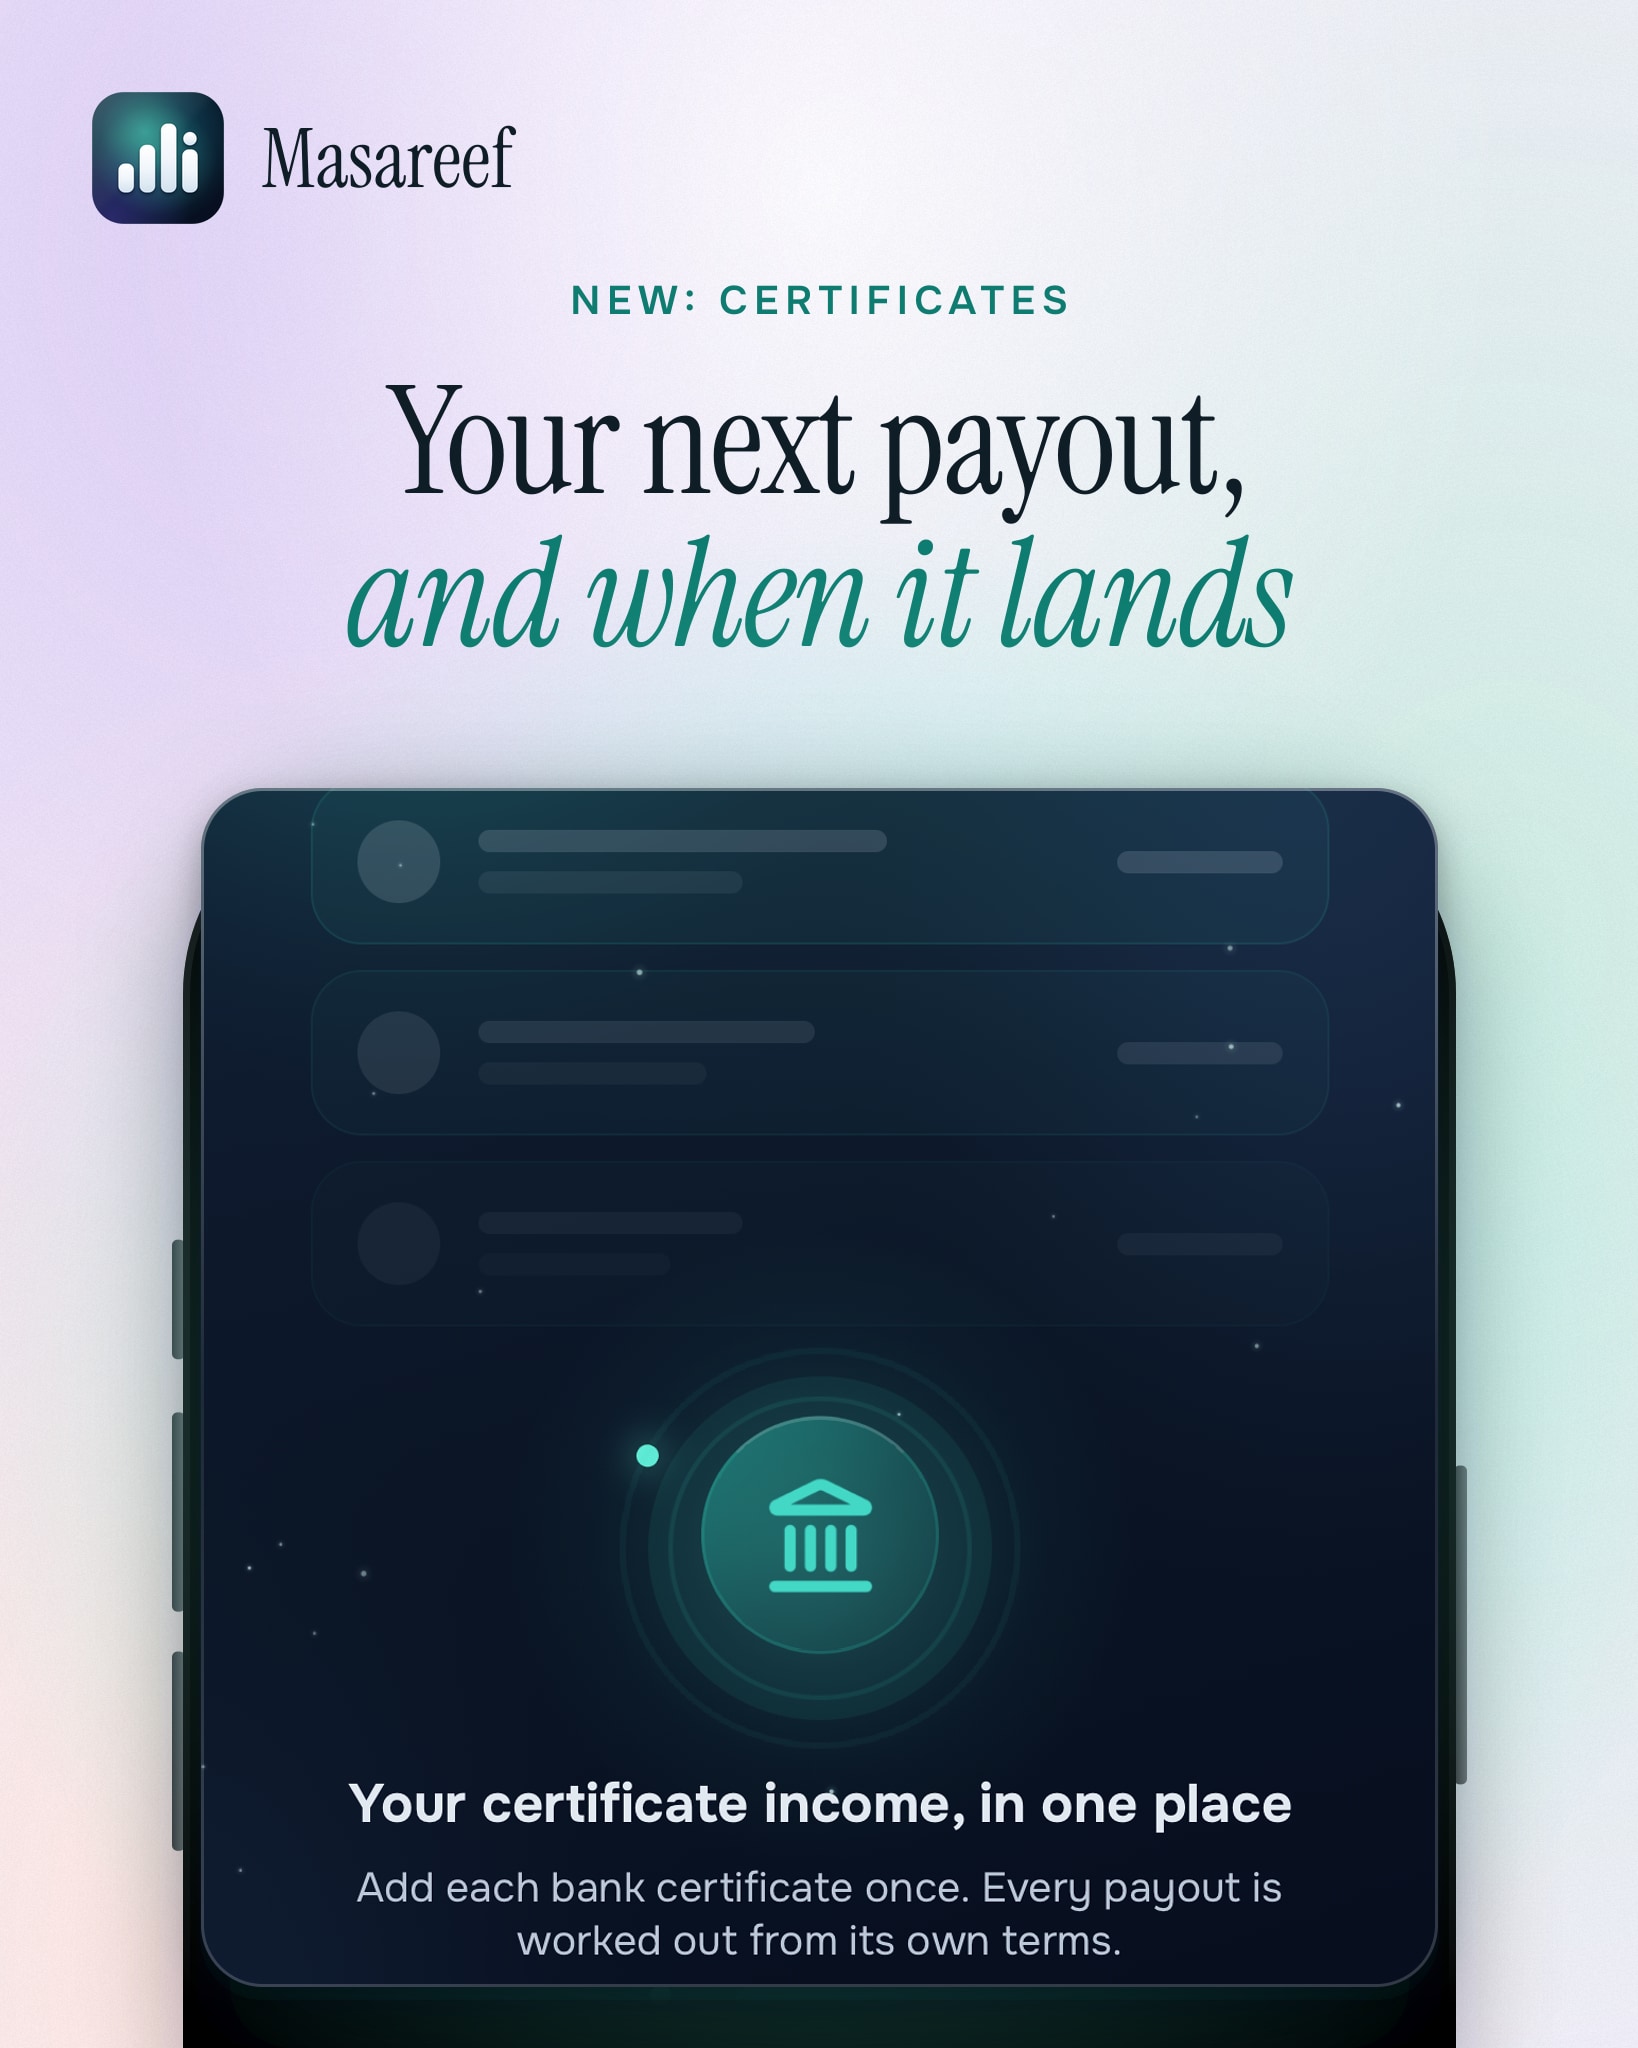 Masareef
NEW: CERTIFICATES
Your next payout,
and when it lands
Your certificate income, in one place
Add each bank certificate once. Every payout is
worked out from its own terms.